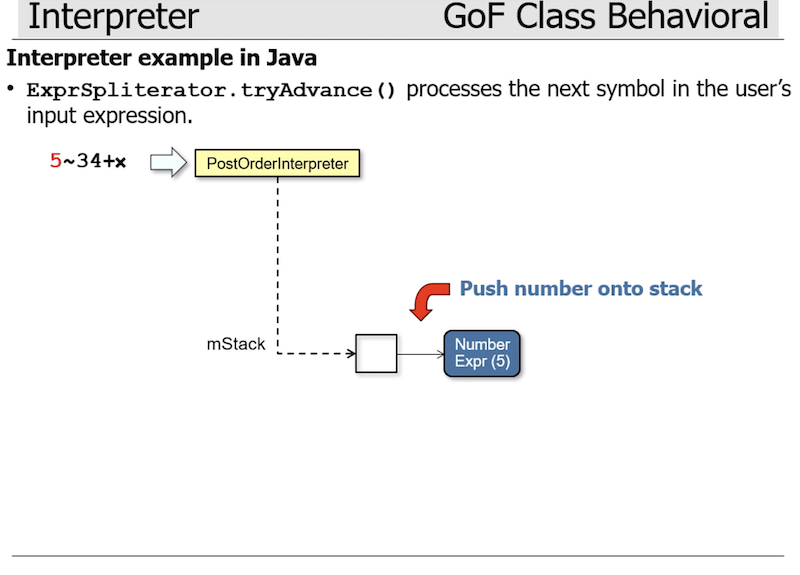 Interpreter
GoF Class Behavioral
Interpreter example in Java
• ExprSpliterator.tryAdvance() processes the next symbol in the user's
input expression.
5~34+x
PostOrderInterpreter
Push number onto stack
mStack
Number
Expr (5)